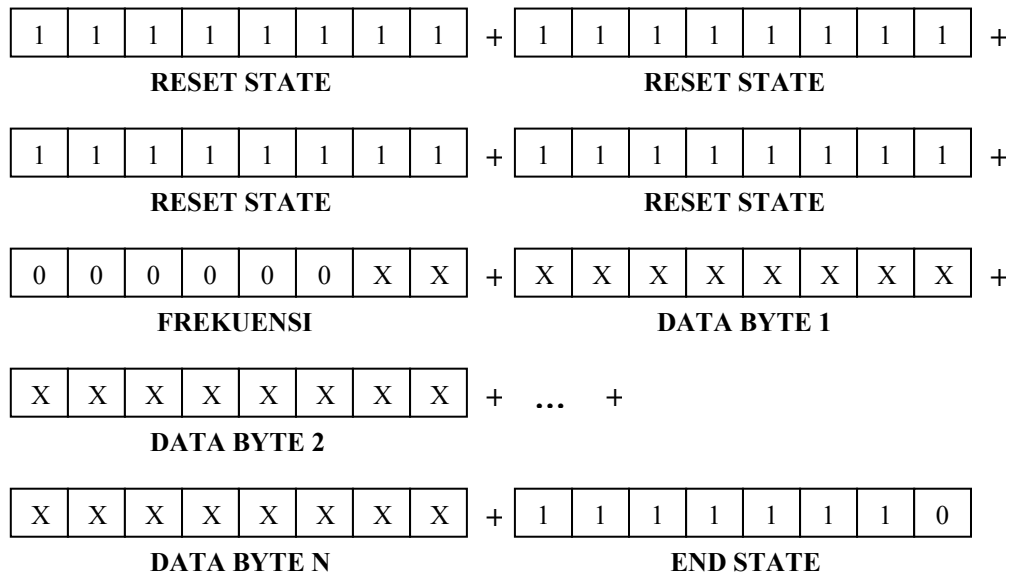 1 1 1 1 1 1 1 1 + 1 1 1 1 1 1 1 1 +
RESET STATE RESET STATE
1 1 1 1 1 1 1 1 + 1 1 1 1 1 1 1 1 +
RESET STATE RESET STATE
0 0 0 0 0 0 X X + X X X X X X X X +
FREKUENSI DATA BYTE 1
X X X X X X X X + ... +
DATA BYTE 2
X X X X X X X X + 1 1 1 1 1 1 1 0
DATA BYTE N END STATE